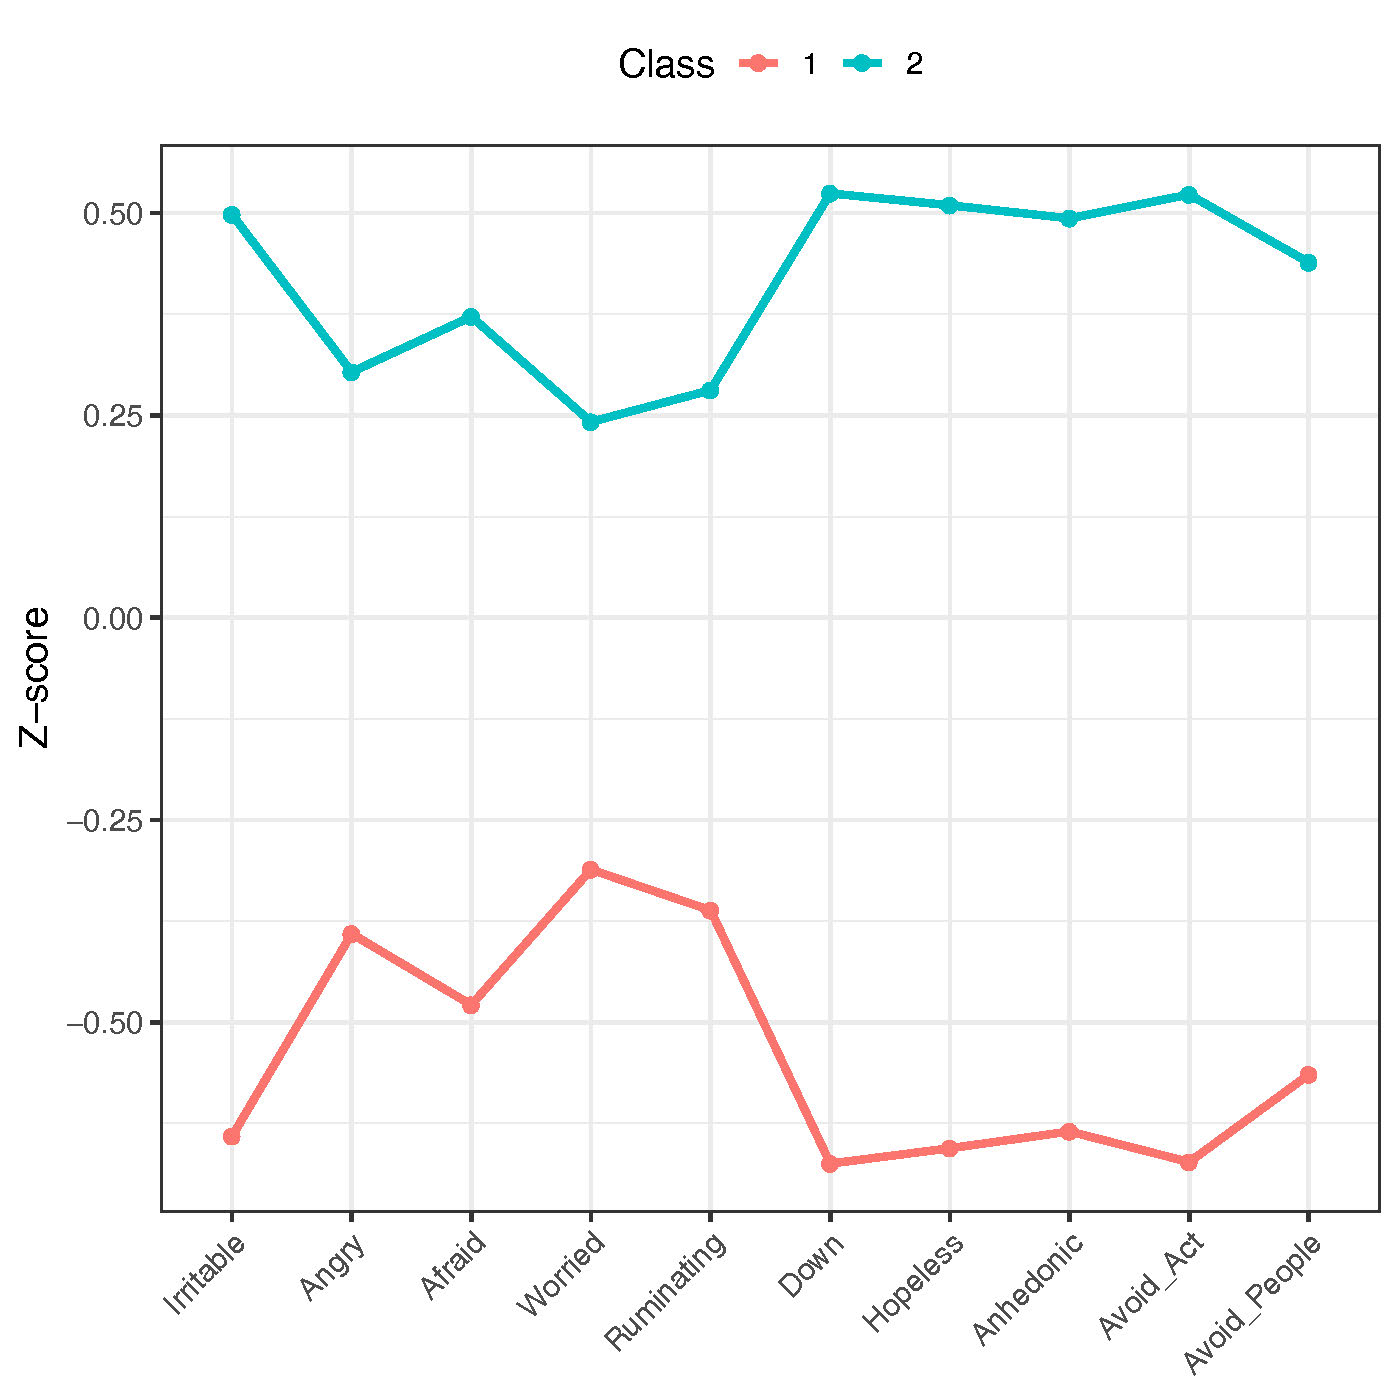 Class 1 2
0.50
0.25
0.00
−0.25
−0.50
Z−score
Irritable
Angry
Afraid
Worried
Ruminating
Down
Hopeless
Anhedonic
Avoid_Act
Avoid_People